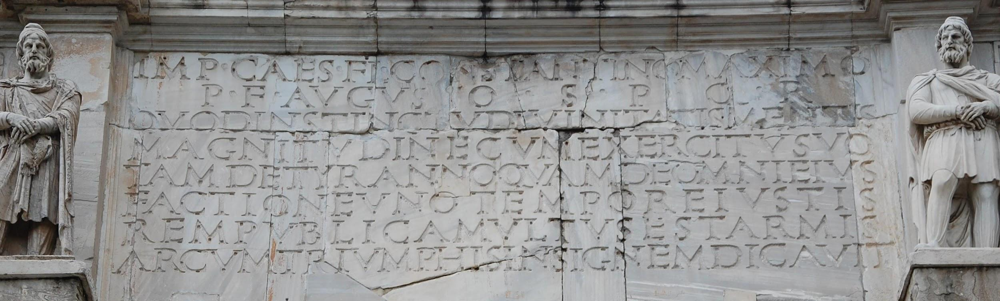 IMP·CAES·FL·CONSTANTINO MAXIMO
P·F·AVGVSTO·S·P·Q·R
QVOD INSTINCTV DIVINITATIS MENTIS
MAGNITVDINE CVM EXERCITV SVO
TAM DE TYRANNO QVAM DE OMNI EIVS
FACTIONE VNO TEMPORE IVSTIS
REMPVBLICAM VLTVS EST ARMIS
ARCVM TRIVMPHIS INSIGNEM DICAVIT